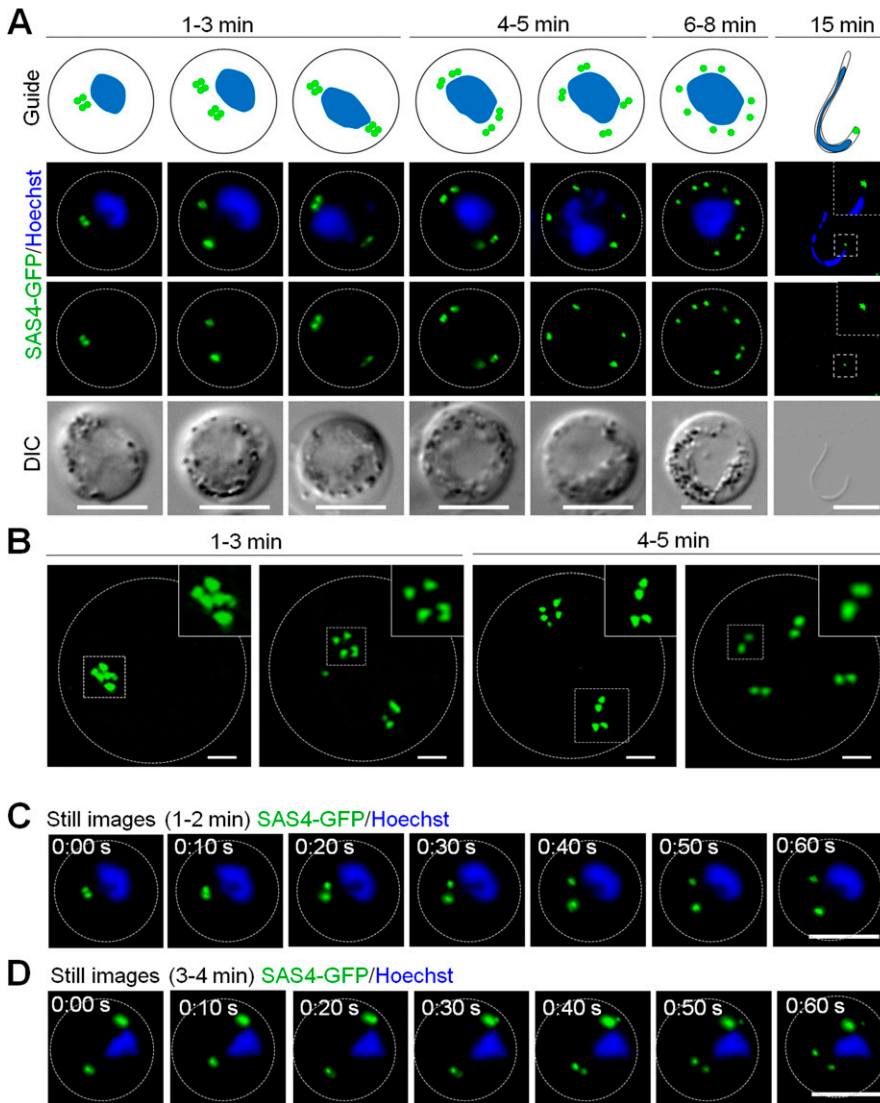 A
1-3 min 4-5 min 6-8 min 15 min
Guide
SAS4-GFP/Hoechst
DIC
B
1-3 min 4-5 min
C
Still images (1-2 min) SAS4-GFP/Hoechst
0:00 s 0:10 s 0:20 s 0:30 s 0:40 s 0:50 s 0:60 s
D
Still images (3-4 min) SAS4-GFP/Hoechst
0:00 s 0:10 s 0:20 s 0:30 s 0:40 s 0:50 s 0:60 s